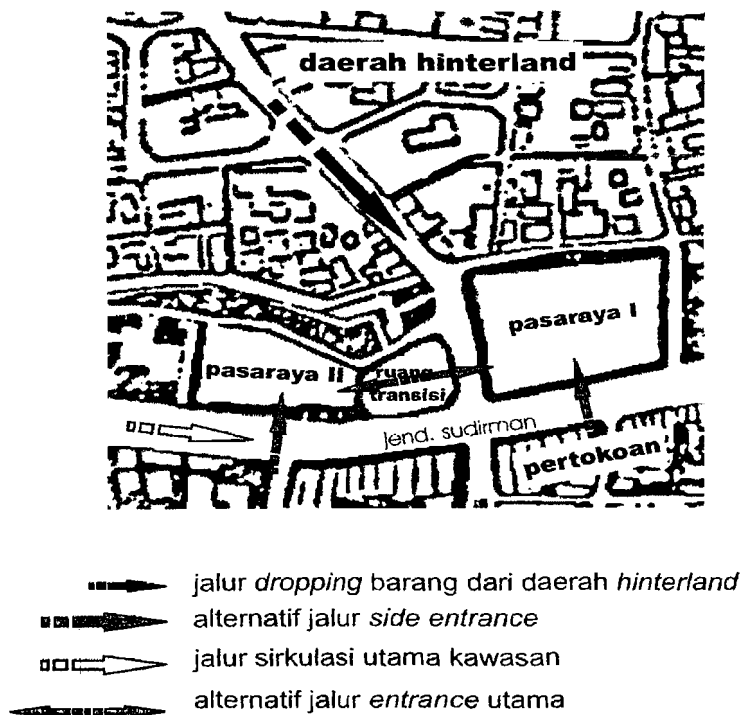 daerah hinterland
pasaraya I
pasaraya II
ruang
transisi
jend. sudirman
pertokoan
jalur dropping barang dari daerah hinterland
alternatif jalur side entrance
jalur sirkulasi utama kawasan
alternatif jalur entrance utama